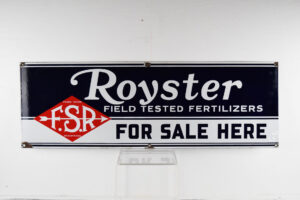 Royster
FIELD TESTED FERTILIZERS
F.S.R
FOR SALE HERE